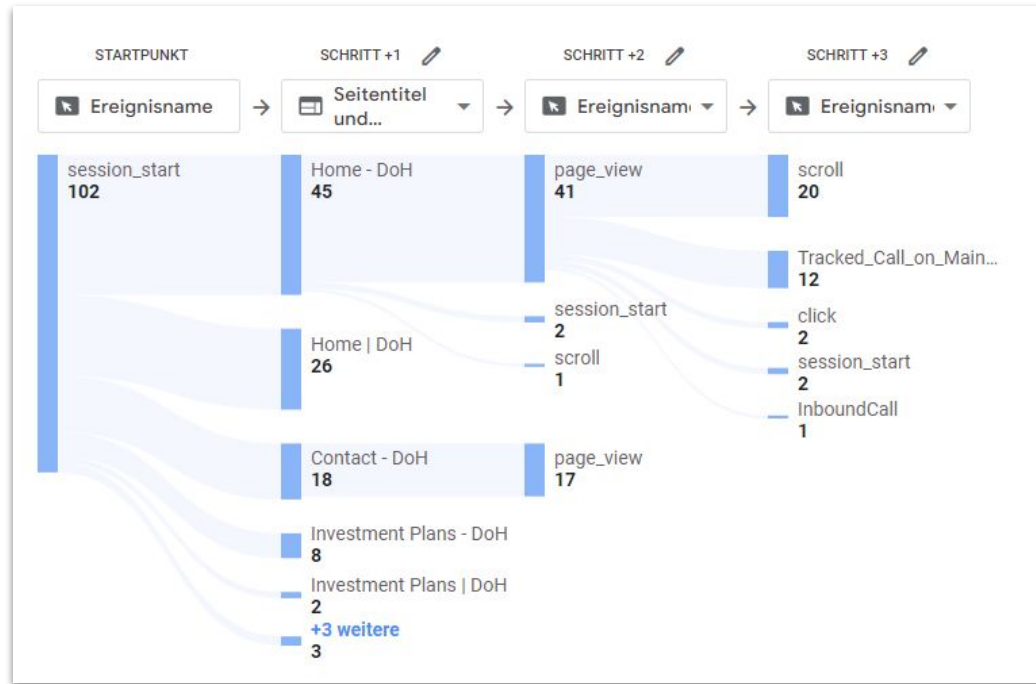 STARTPUNKT
SCHRITT +1
SCHRITT +2
SCHRITT +3
Ereignisname
Seitentitel
und...
Ereignisnam
Ereignisnam
session_start
102
Home - DoH
45
Home | DoH
26
Contact - DoH
18
Investment Plans - DoH
8
Investment Plans | DoH
2
+3 weitere
3
page_view
41
session_start
2
scroll
1
page_view
17
scroll
20
Tracked_Call_on_Main...
12
click
2
session_start
2
InboundCall
1